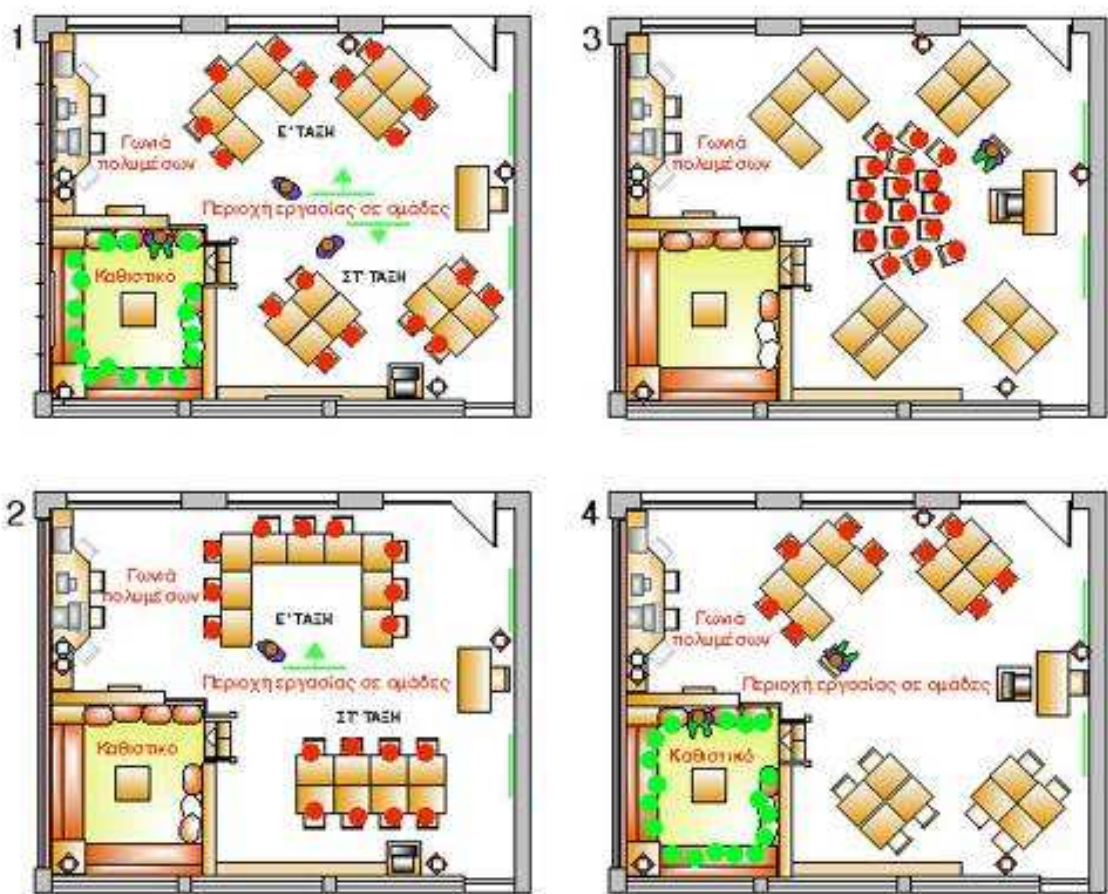 1
Γωνιά
πολυμέσων
Ε' ΤΑΞΗ
Περιοχή εργασίας σε ομάδες
Καθιστικό
ΣΤ' ΤΑΞΗ
3
Γωνιά
πολυμέσων
2
Γωνιά
πολυμέσων
Ε' ΤΑΞΗ
Περιοχή εργασίας σε ομάδες
Καθιστικό
ΣΤ' ΤΑΞΗ
4
Γωνιά
πολυμέσων
Περιοχή εργασίας σε ομάδες
Καθιστικό